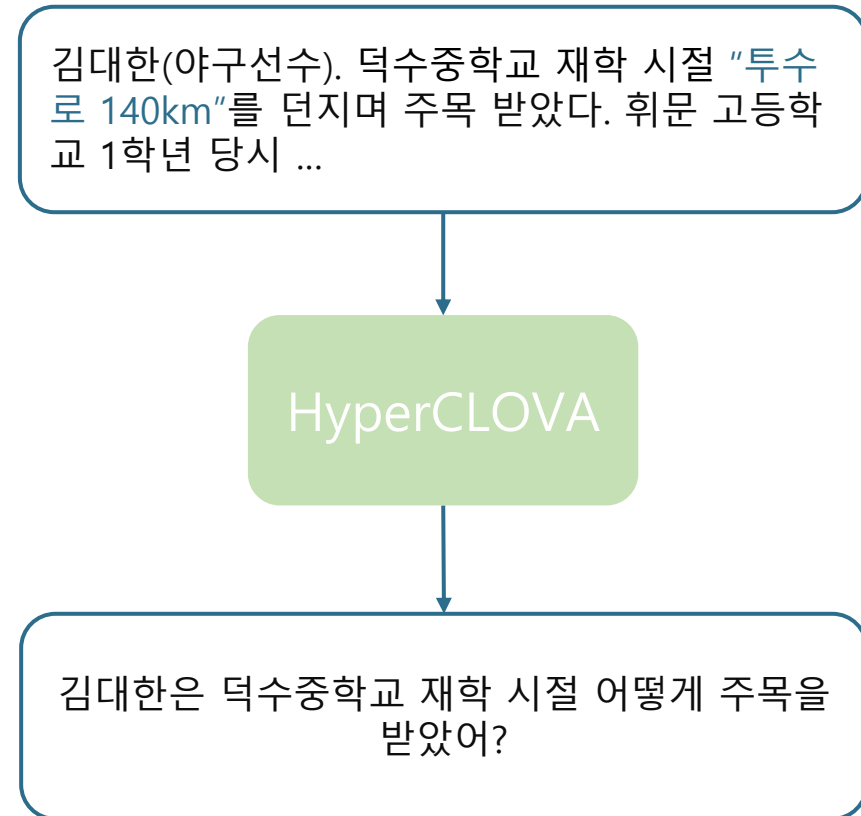 김대한(야구선수). 덕수중학교 재학 시절 "투수
로 140km"를 던지며 주목 받았다. 휘문 고등학
교 1학년 당시 ...
HyperCLOVA
김대한은 덕수중학교 재학 시절 어떻게 주목을
받았어?